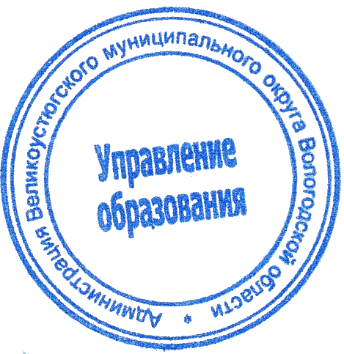 Администрация Великоустюгского муниципального округа Вологодской области *
Управление
образования